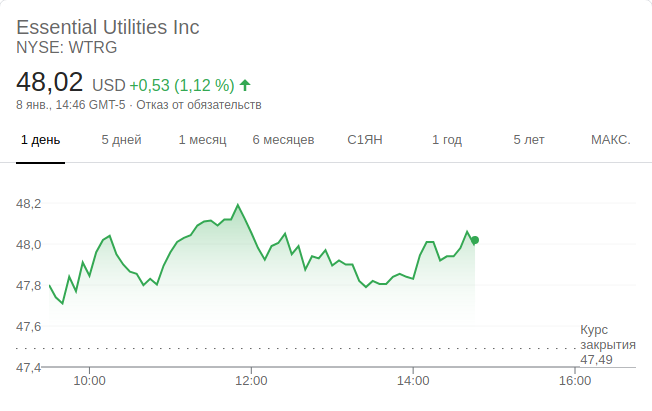 Essential Utilities Inc
NYSE: WTRG
48,02 USD +0,53 (1,12 %)
8 янв., 14:46 GMT-5 · Отказ от обязательств
1 день 5 дней 1 месяц 6 месяцев С1ЯН 1 год 5 лет МАКС.
48,2
48,0
47,8
47,6
Курс
закрытия
47,49
47,4
10:00 12:00 14:00 16:00